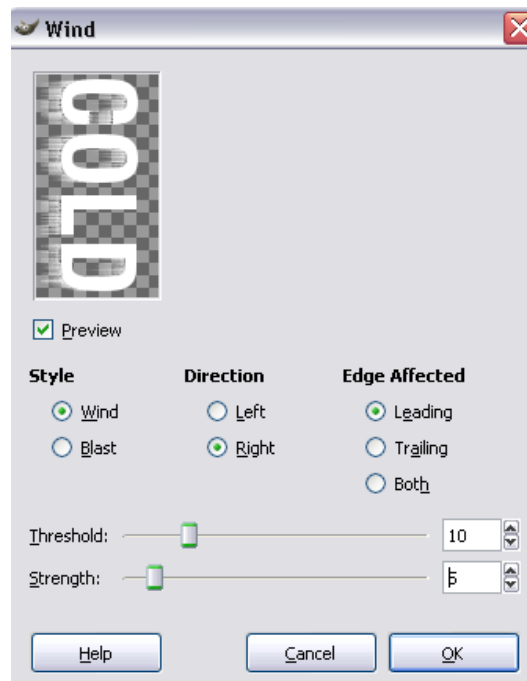 Wind
COLD
Preview
Style Direction Edge Affected
Wind Left Leading
Blast Right Trailing
Both
Threshold: 10
Strength: 5
Help Cancel OK